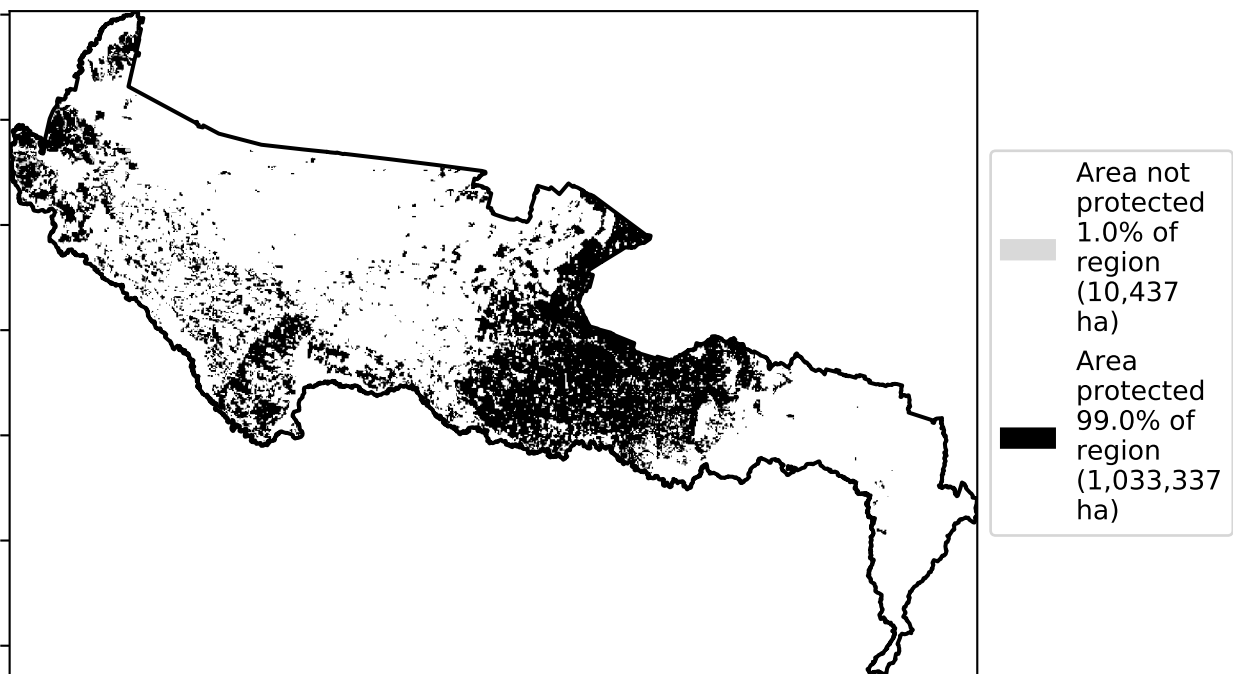 Area not
protected
1.0% of
region
(10,437
ha)
Area
protected
99.0% of
region
(1,033,337
ha)